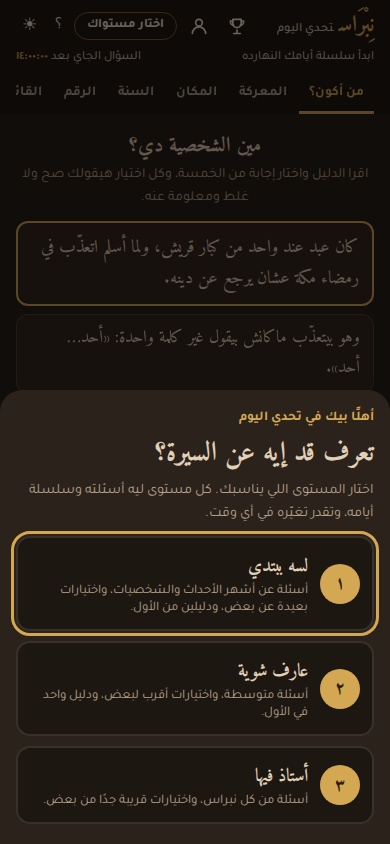 نبراس تحدي اليوم
اختار مستواك
؟
ابدأ سلسلة أيامك النهارده
السؤال الجاي بعد ١٤:٠٠:٠٠
من أكون؟
المعركة
المكان
السنة
الرقم
مين الشخصية دي؟
اقرا الدليل واختار إجابة من الخمسة، وكل اختيار هيقولك صح ولا
غلط ومعلومة عنه.
كان عبد عند واحد من كبار قريش، ولما أسلم اتعذّب في
رمضاء مكة عشان يرجع عن دينه.
وهو بيتعذّب ماكانش بيقول غير كلمة واحدة: «أحد...
أحد».
أهلًا بيك في تحدي اليوم
تعرف قد إيه عن السيرة؟
اختار المستوى اللي يناسبك. كل مستوى ليه أسئلته وسلسلة
أيامه، وتقدر تغيّره في أي وقت.
١
لسه ببتدي
أسئلة عن أشهر الأحداث والشخصيات، واختيارات
بعيدة عن بعض، ودليلين من الأول.
٢
عارف شوية
أسئلة متوسطة، واختيارات أقرب لبعض، ودليل واحد
في الأول.
٣
أستاذ فيها
أسئلة من كل نبراس، واختيارات قريبة جدًا من بعض.